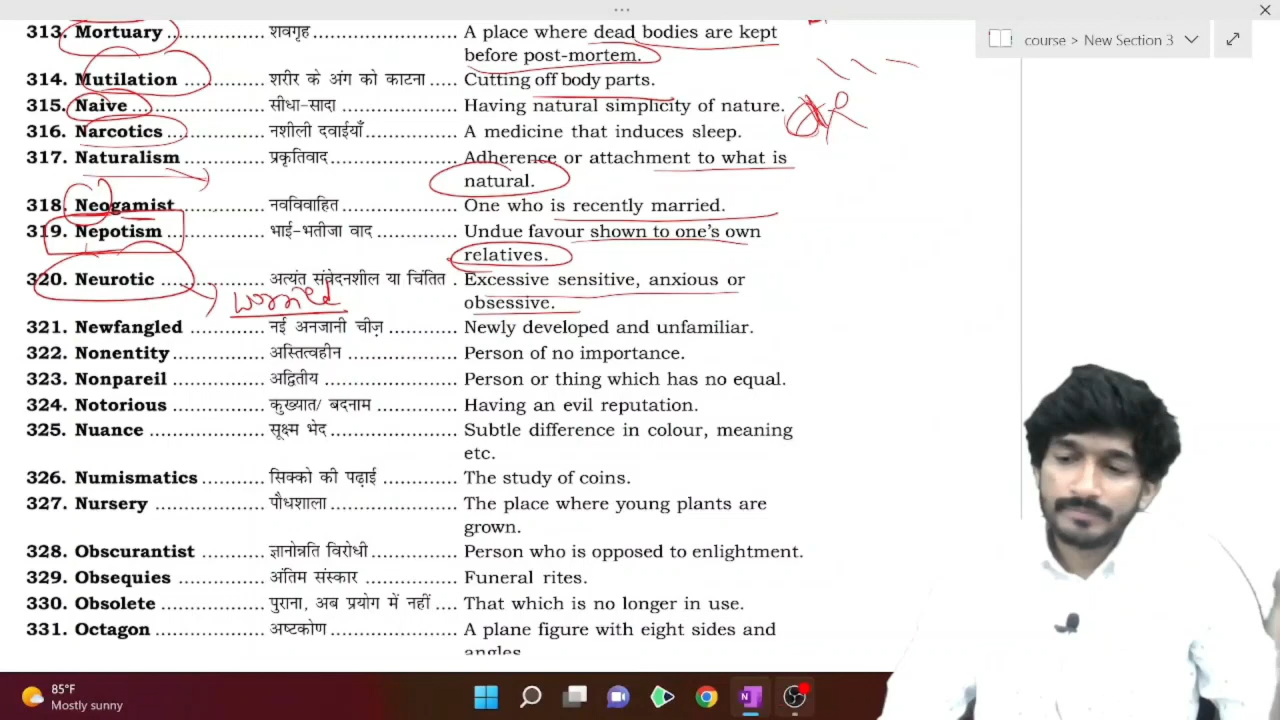 course > New Section 3
313. Mortuary .................. शवगृह .............................. A place where dead bodies are kept
before post-mortem.
314. Mutilation ............... शरीर के अंग को काटना ..... Cutting off body parts.
315. Naive ........................ सीधा-सादा ........................ Having natural simplicity of nature.
316. Narcotics .................. नशीली दवाईयाँ.................. A medicine that induces sleep.
317. Naturalism ............... प्रकृतिवाद........................... Adherence or attachment to what is
natural.
318. Neogamist ................ नवविवाहित ........................ One who is recently married.
319. Nepotism .................. भाई-भतीजा वाद ................ Undue favour shown to one's own
relatives.
320. Neurotic ................... अत्यंत संवेदनशील या चिंतित . Excessive sensitive, anxious or
worried
obsessive.
321. Newfangled .............. नई अनजानी चीज़ .............. Newly developed and unfamiliar.
322. Nonentity ................. अस्तित्वहीन ...................... Person of no importance.
323. Nonpareil .................. अद्वितीय ........................... Person or thing which has no equal.
324. Notorious .................. कुख्यात/ बदनाम ................ Having an evil reputation.
325. Nuance ..................... सूक्ष्म भेद ......................... Subtle difference in colour, meaning
etc.
326. Numismatics ............ सिक्को की पढ़ाई ................ The study of coins.
327. Nursery .................... पौधशाला .......................... The place where young plants are
grown.
328. Obscurantist ............ ज्ञानोन्नति विरोधी ................ Person who is opposed to enlightment.
329. Obsequies ................ अंतिम संस्कार .................. Funeral rites.
330. Obsolete ................... पुराना, अब प्रयोग में नहीं .... That which is no longer in use.
331. Octagon .................... अष्टकोण .......................... A plane figure with eight sides and
angles
85°F
Mostly sunny